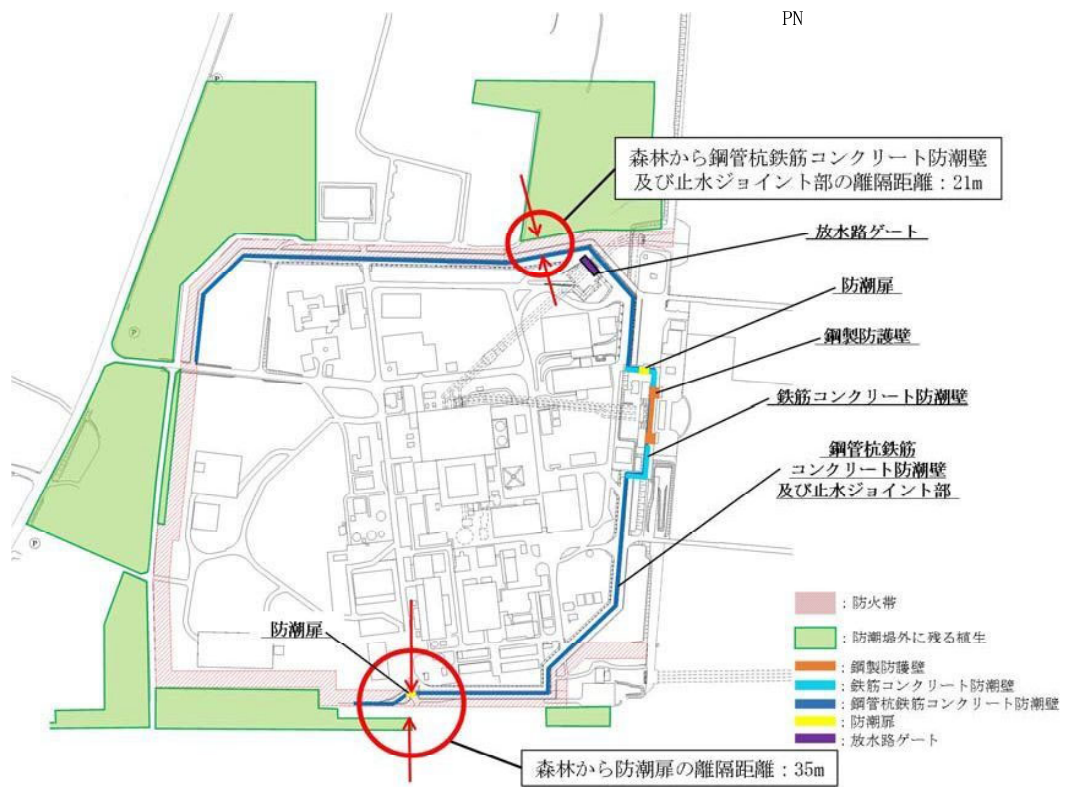 PN
P
森林から鋼管杭鉄筋コンクリート防潮壁
及び止水ジョイント部の離隔距離：21m
放水路ゲート
防潮扉
鋼製防護壁
鉄筋コンクリート防潮壁
鋼管杭鉄筋
コンクリート防潮壁
及び止水ジョイント部
P
P
防潮扉
：防火帯
：防潮堤外に残る植生
：鋼製防護壁
：鉄筋コンクリート防潮壁
：鋼管杭鉄筋コンクリート防潮壁
：防潮扉
：放水路ゲート
森林から防潮扉の離隔距離：35m